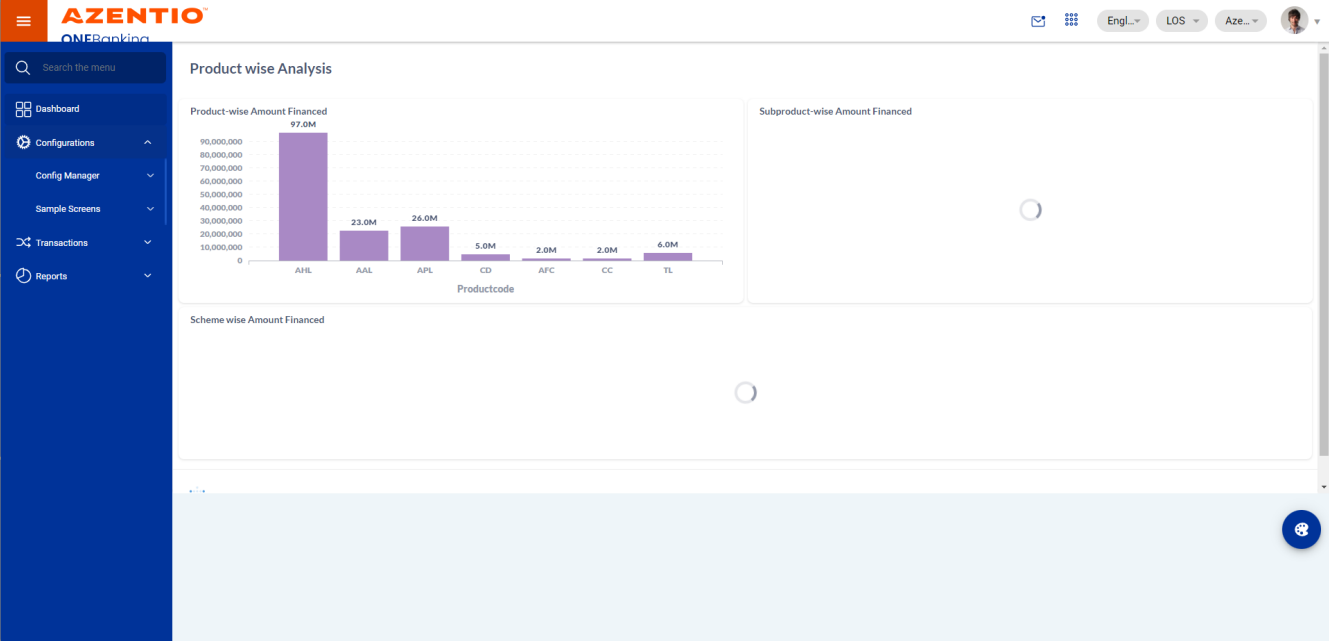 AZENTIO™
ONEBanking
Engl...
LOS
Aze...
Search the menu
Dashboard
Configurations
Config Manager
Sample Screens
Transactions
Reports
Product wise Analysis
Product-wise Amount Financed
97.0M
90,000,000
80,000,000
70,000,000
60,000,000
50,000,000
40,000,000
30,000,000
20,000,000
10,000,000
0
23.0M
26.0M
5.0M
2.0M
2.0M
6.0M
AHL
AAL
APL
CD
AFC
CC
TL
Productcode
Subproduct-wise Amount Financed
Scheme wise Amount Financed